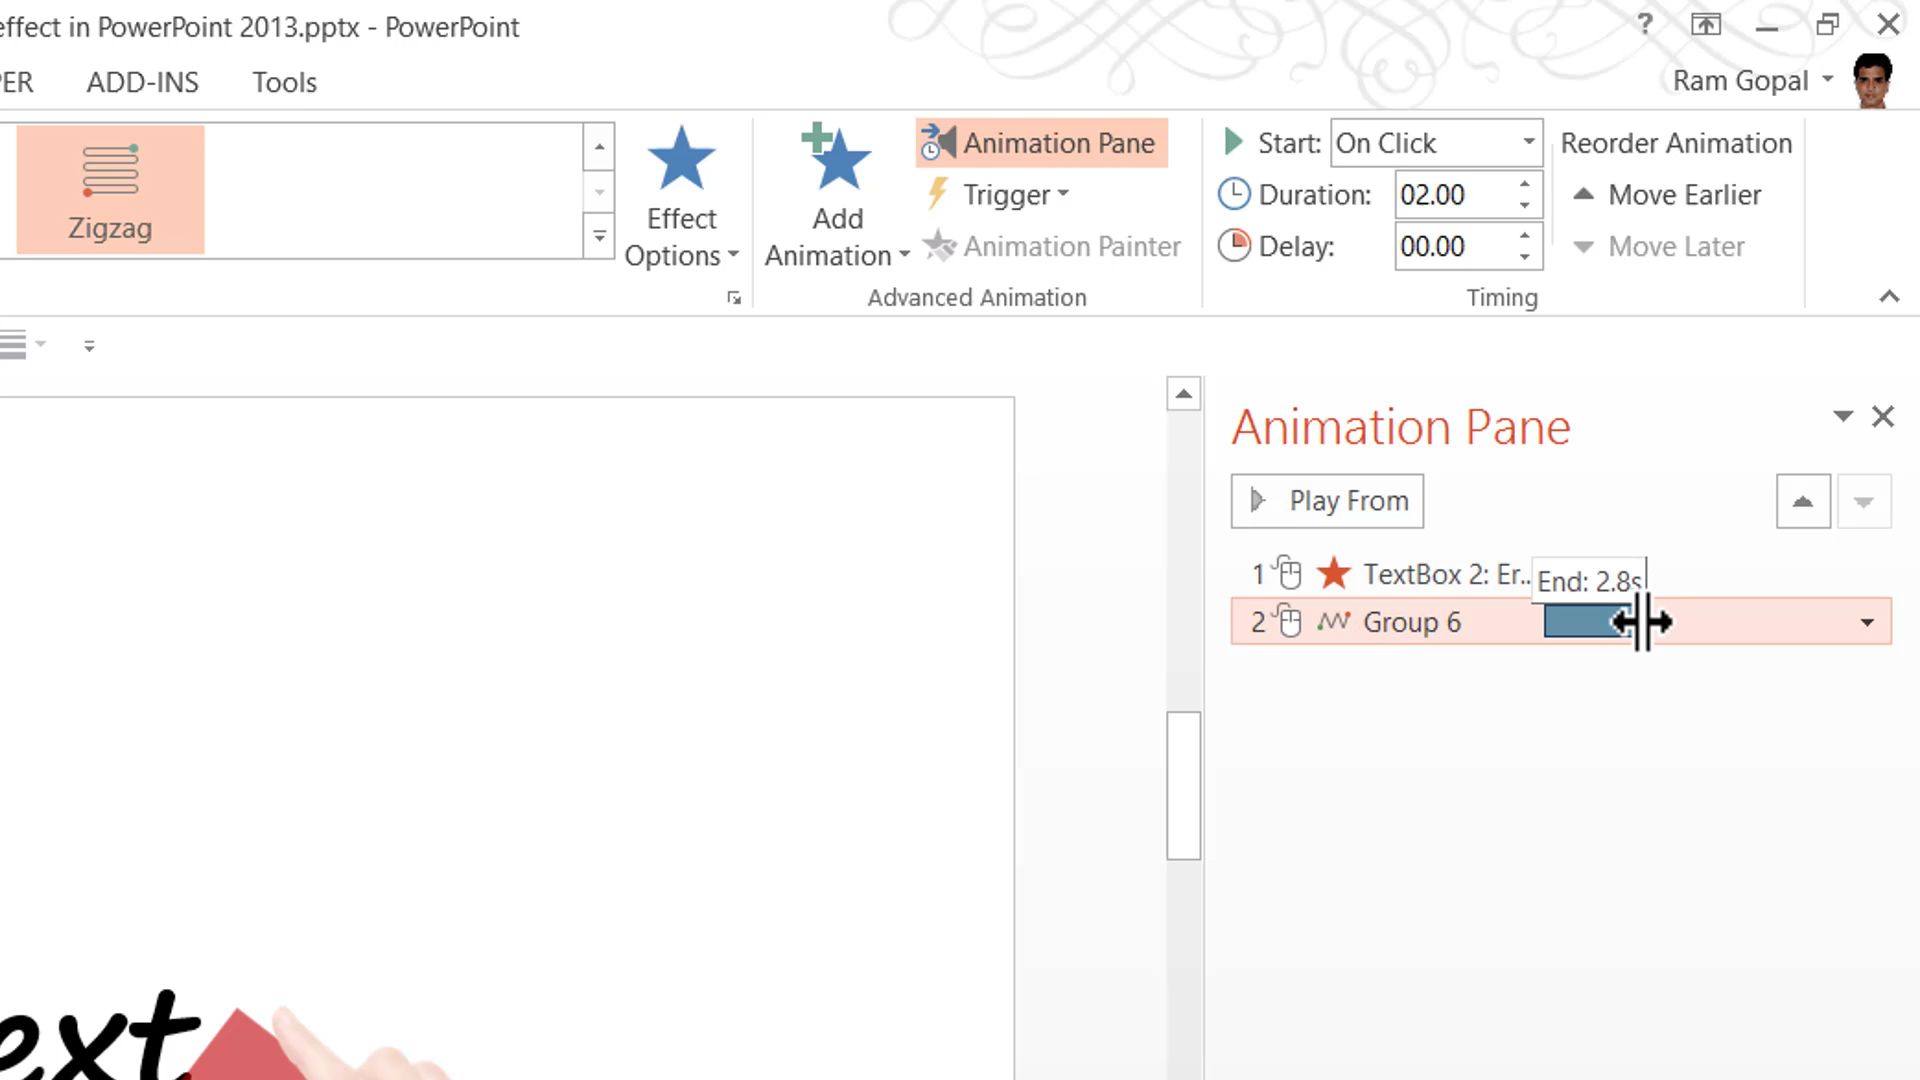 effect in PowerPoint 2013.pptx - PowerPoint
?
PER ADD-INS Tools
Ram Gopal
Zigzag
Effect Options
Add Animation
Animation Pane
Trigger
Animation Painter
Advanced Animation
Start: On Click
Duration: 02.00
Delay: 00.00
Reorder Animation
Move Earlier
Move Later
Timing
Animation Pane
Play From
1 TextBox 2: Er..
End: 2.8s
2 Group 6
ext